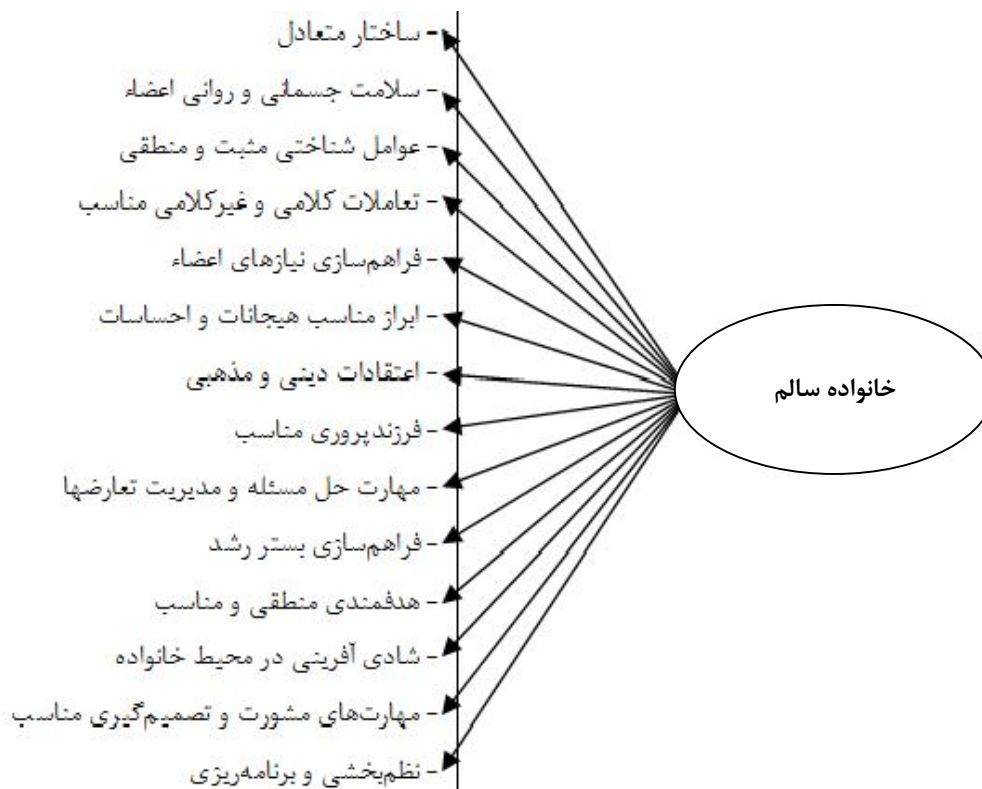 خانواده سالم
- ساختار متعادل
- سلامت جسمانی و روانی اعضاء
- عوامل شناختی مثبت و منطقی
- تعاملات کلامی و غیرکلامی مناسب
- فراهم‌سازی نیازهای اعضاء
- ابراز مناسب هیجانات و احساسات
- اعتقادات دینی و مذهبی
- فرزندپروری مناسب
- مهارت حل مسئله و مدیریت تعارضها
- فراهم‌سازی بستر رشد
- هدفمندی منطقی و مناسب
- شادی آفرینی در محیط خانواده
- مهارت‌های مشورت و تصمیم‌گیری مناسب
- نظم‌بخشی و برنامه‌ریزی